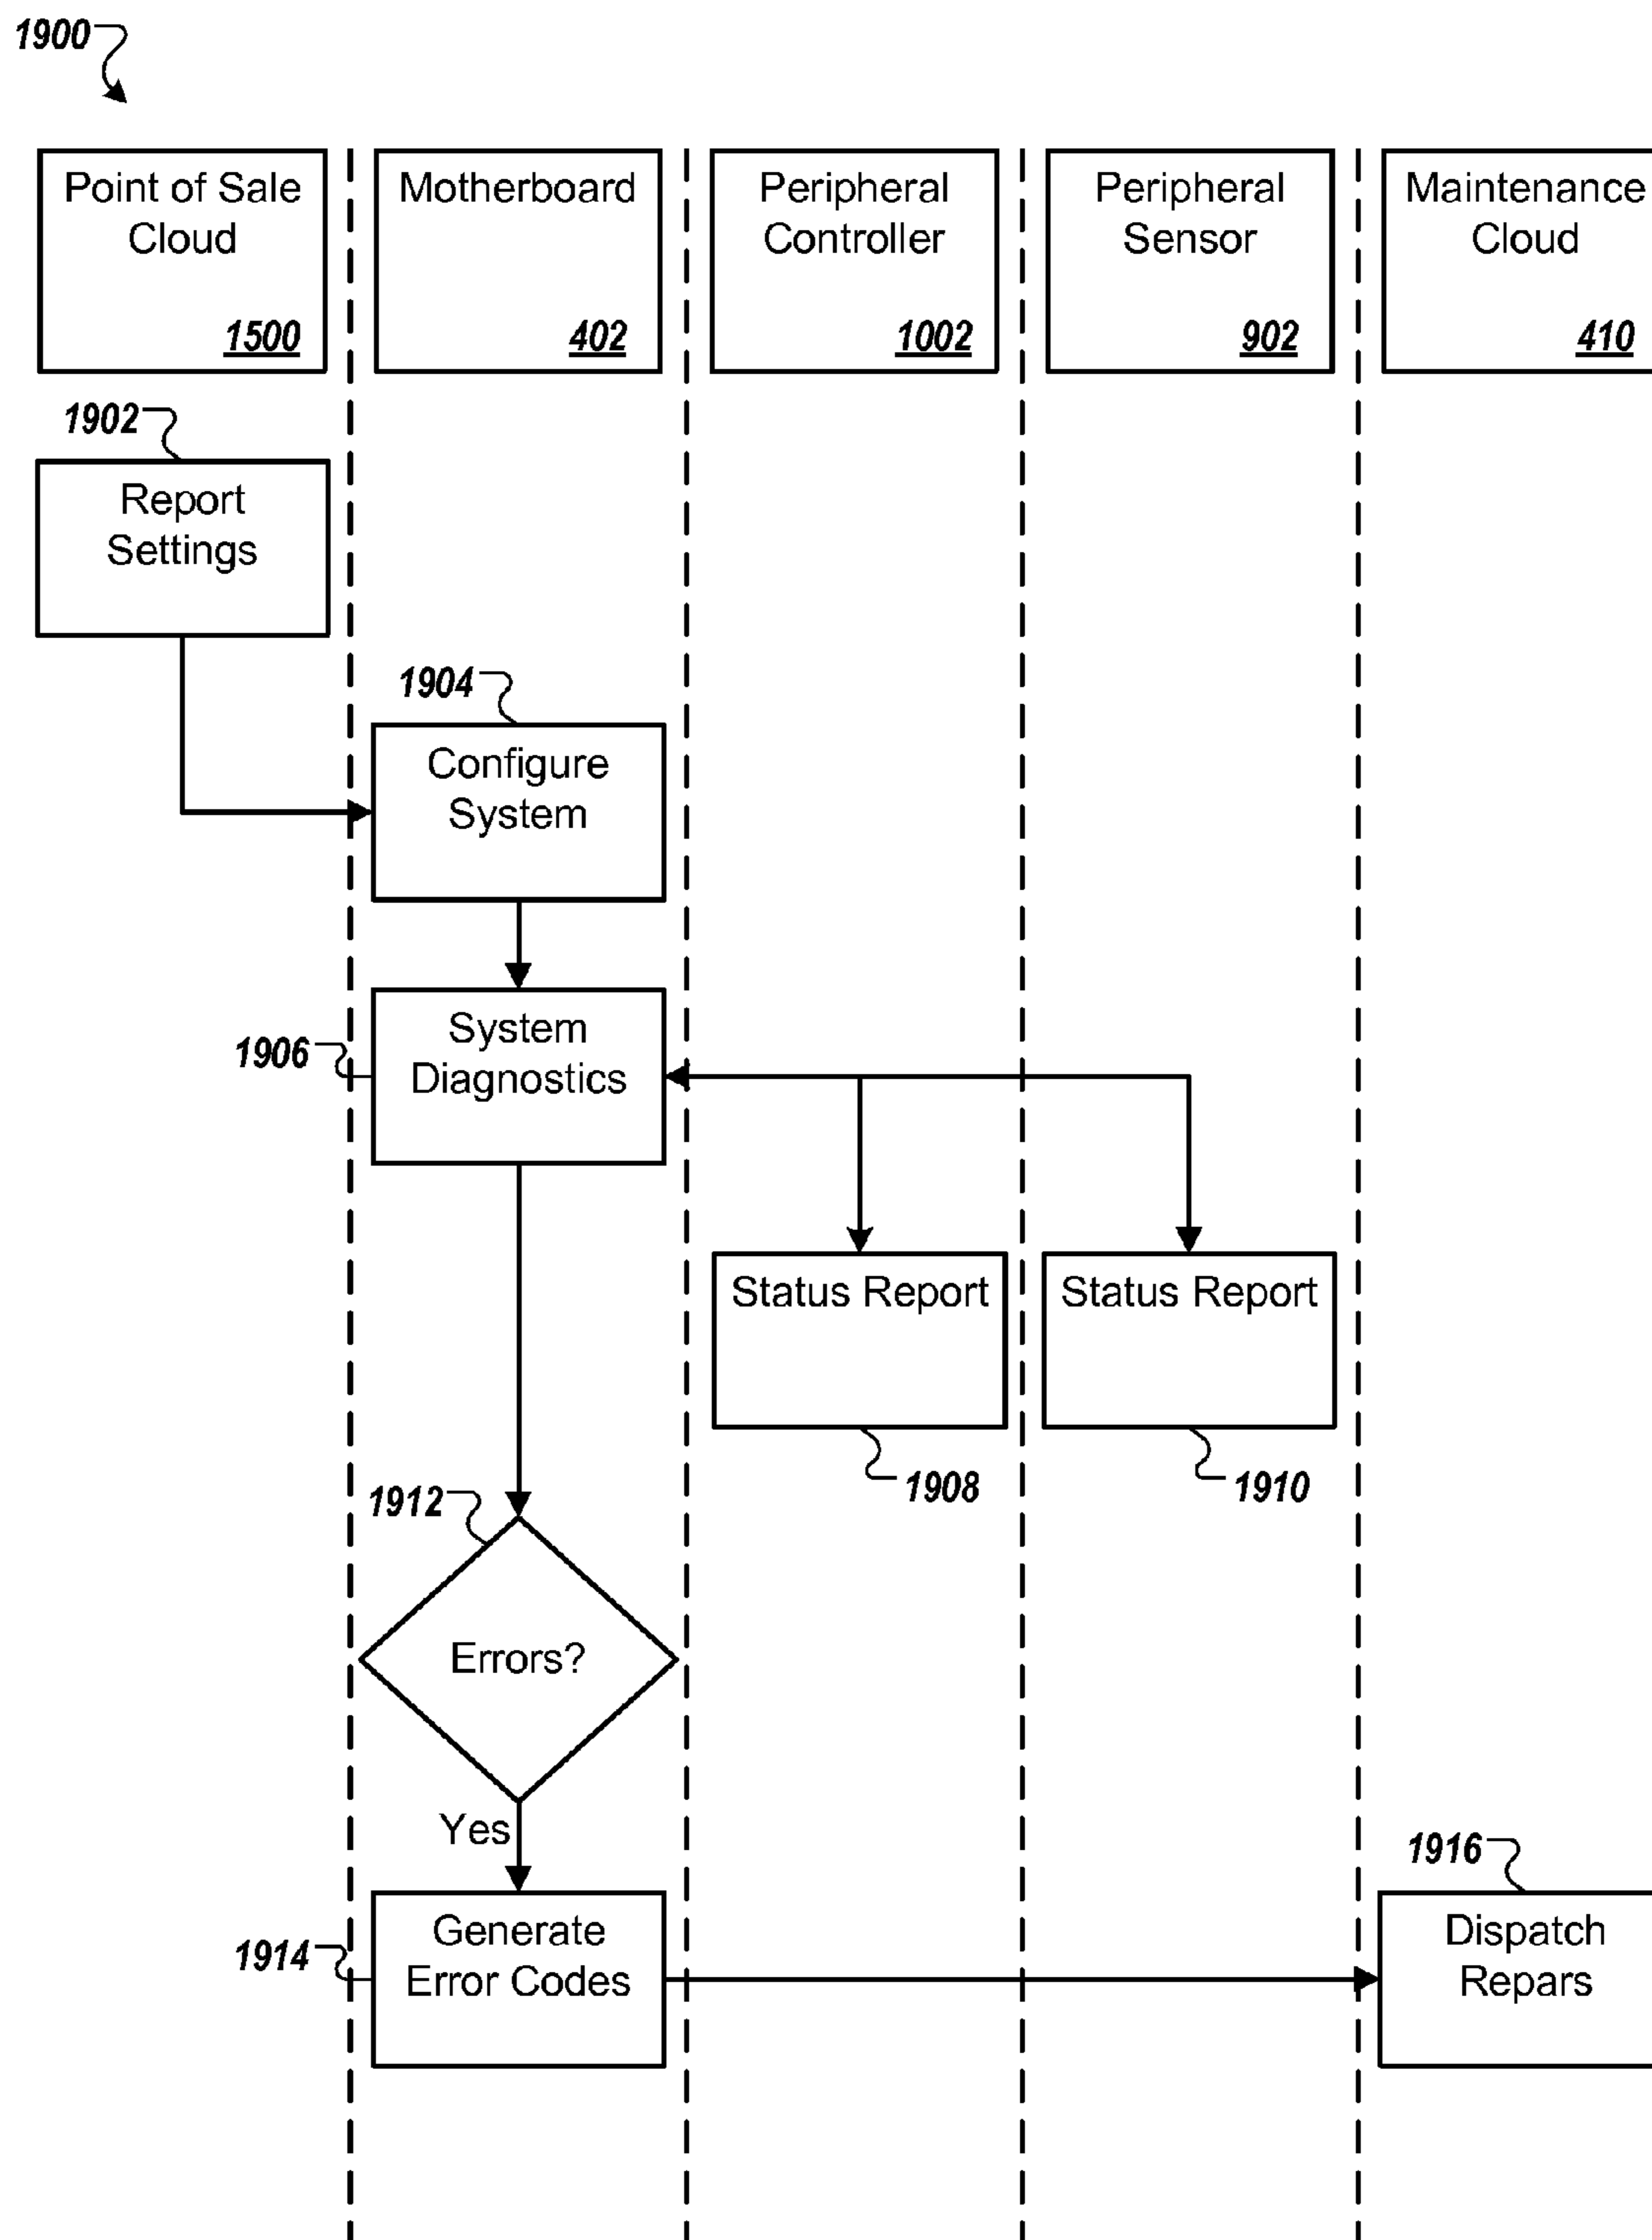 1900
Point of Sale
Cloud
1500
Motherboard
402
Peripheral
Controller
1002
Peripheral
Sensor
902
Maintenance
Cloud
410
1902
Report
Settings
1904
Configure
System
1906
System
Diagnostics
Status Report
1908
Status Report
1910
1912
Errors?
Yes
1914
Generate
Error Codes
1916
Dispatch
Repars